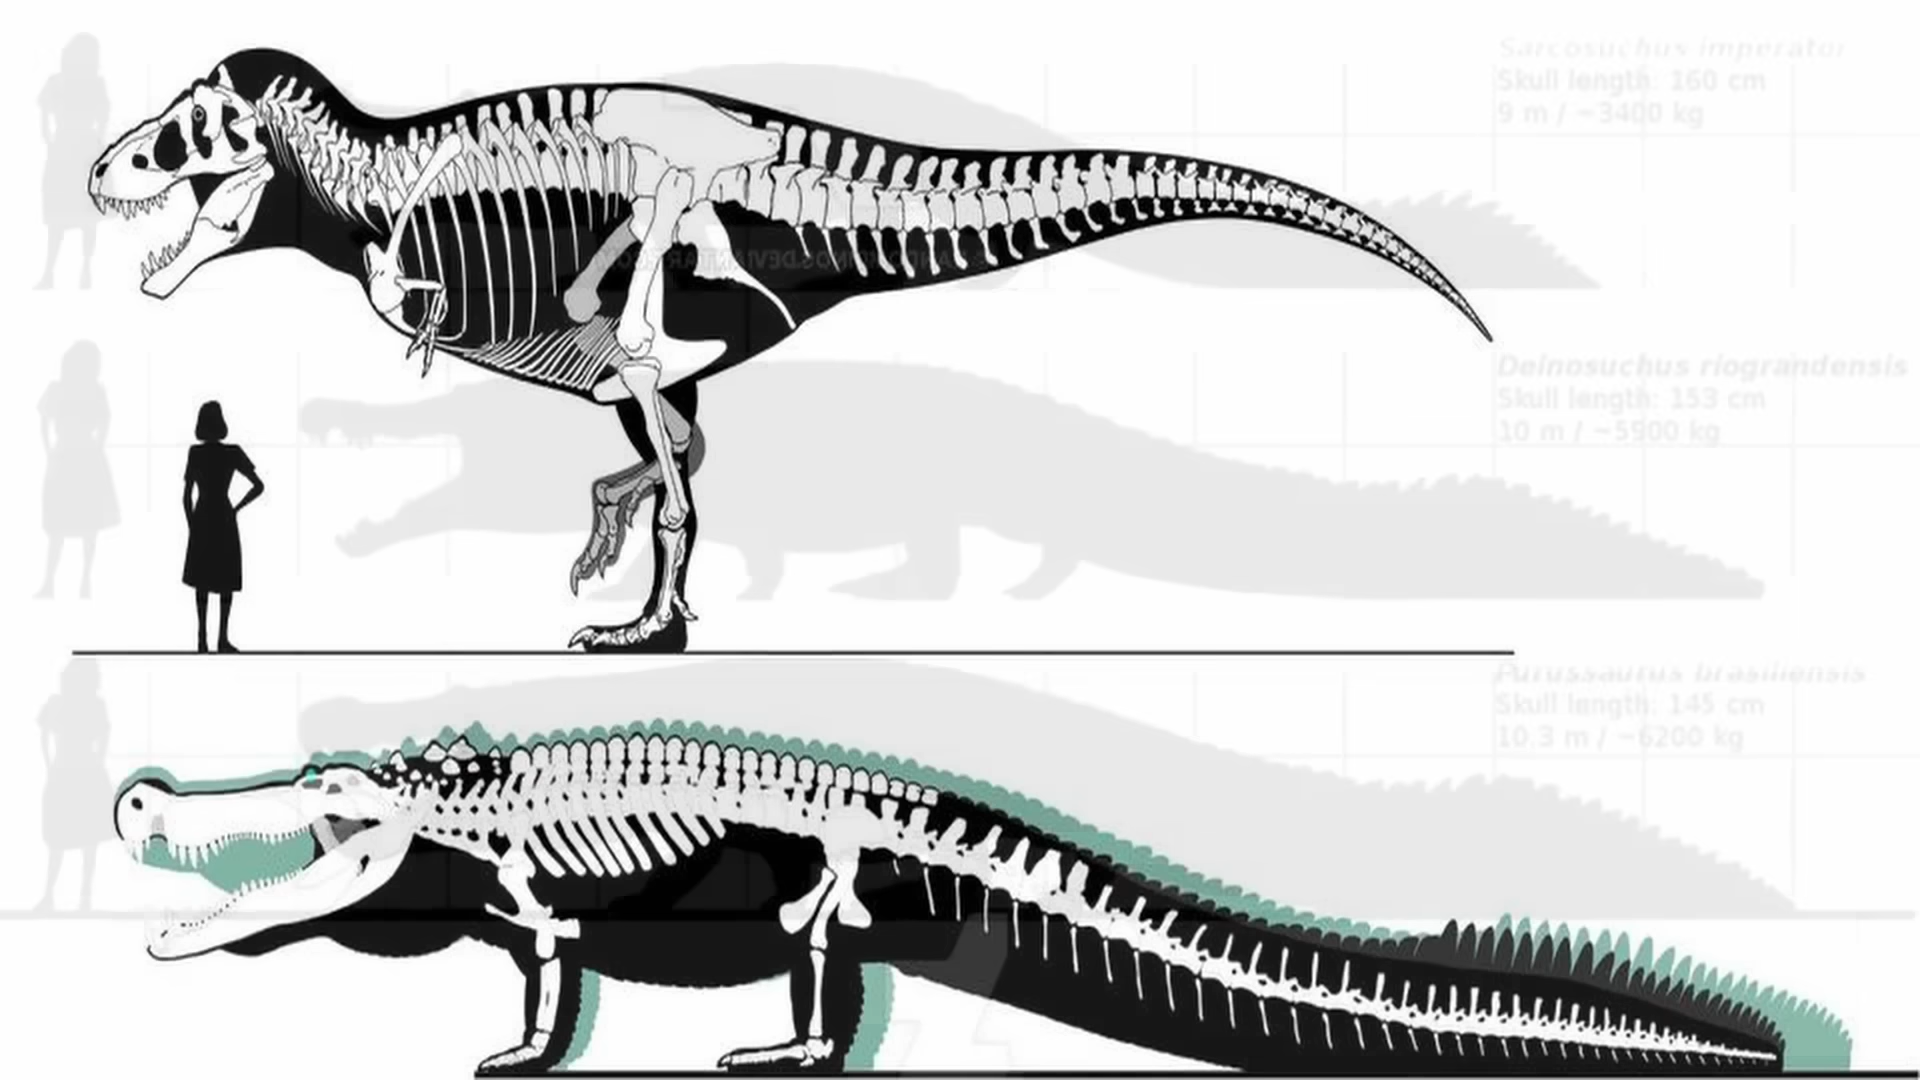 Sarcosuchus imperator
Skull length: 160 cm
9 m / ~3400 kg
Deinosuchus riograndensis
Skull length: 153 cm
10 m / ~5900 kg
Purussaurus brasiliensis
Skull length: 145 cm
10.3 m / ~6200 kg